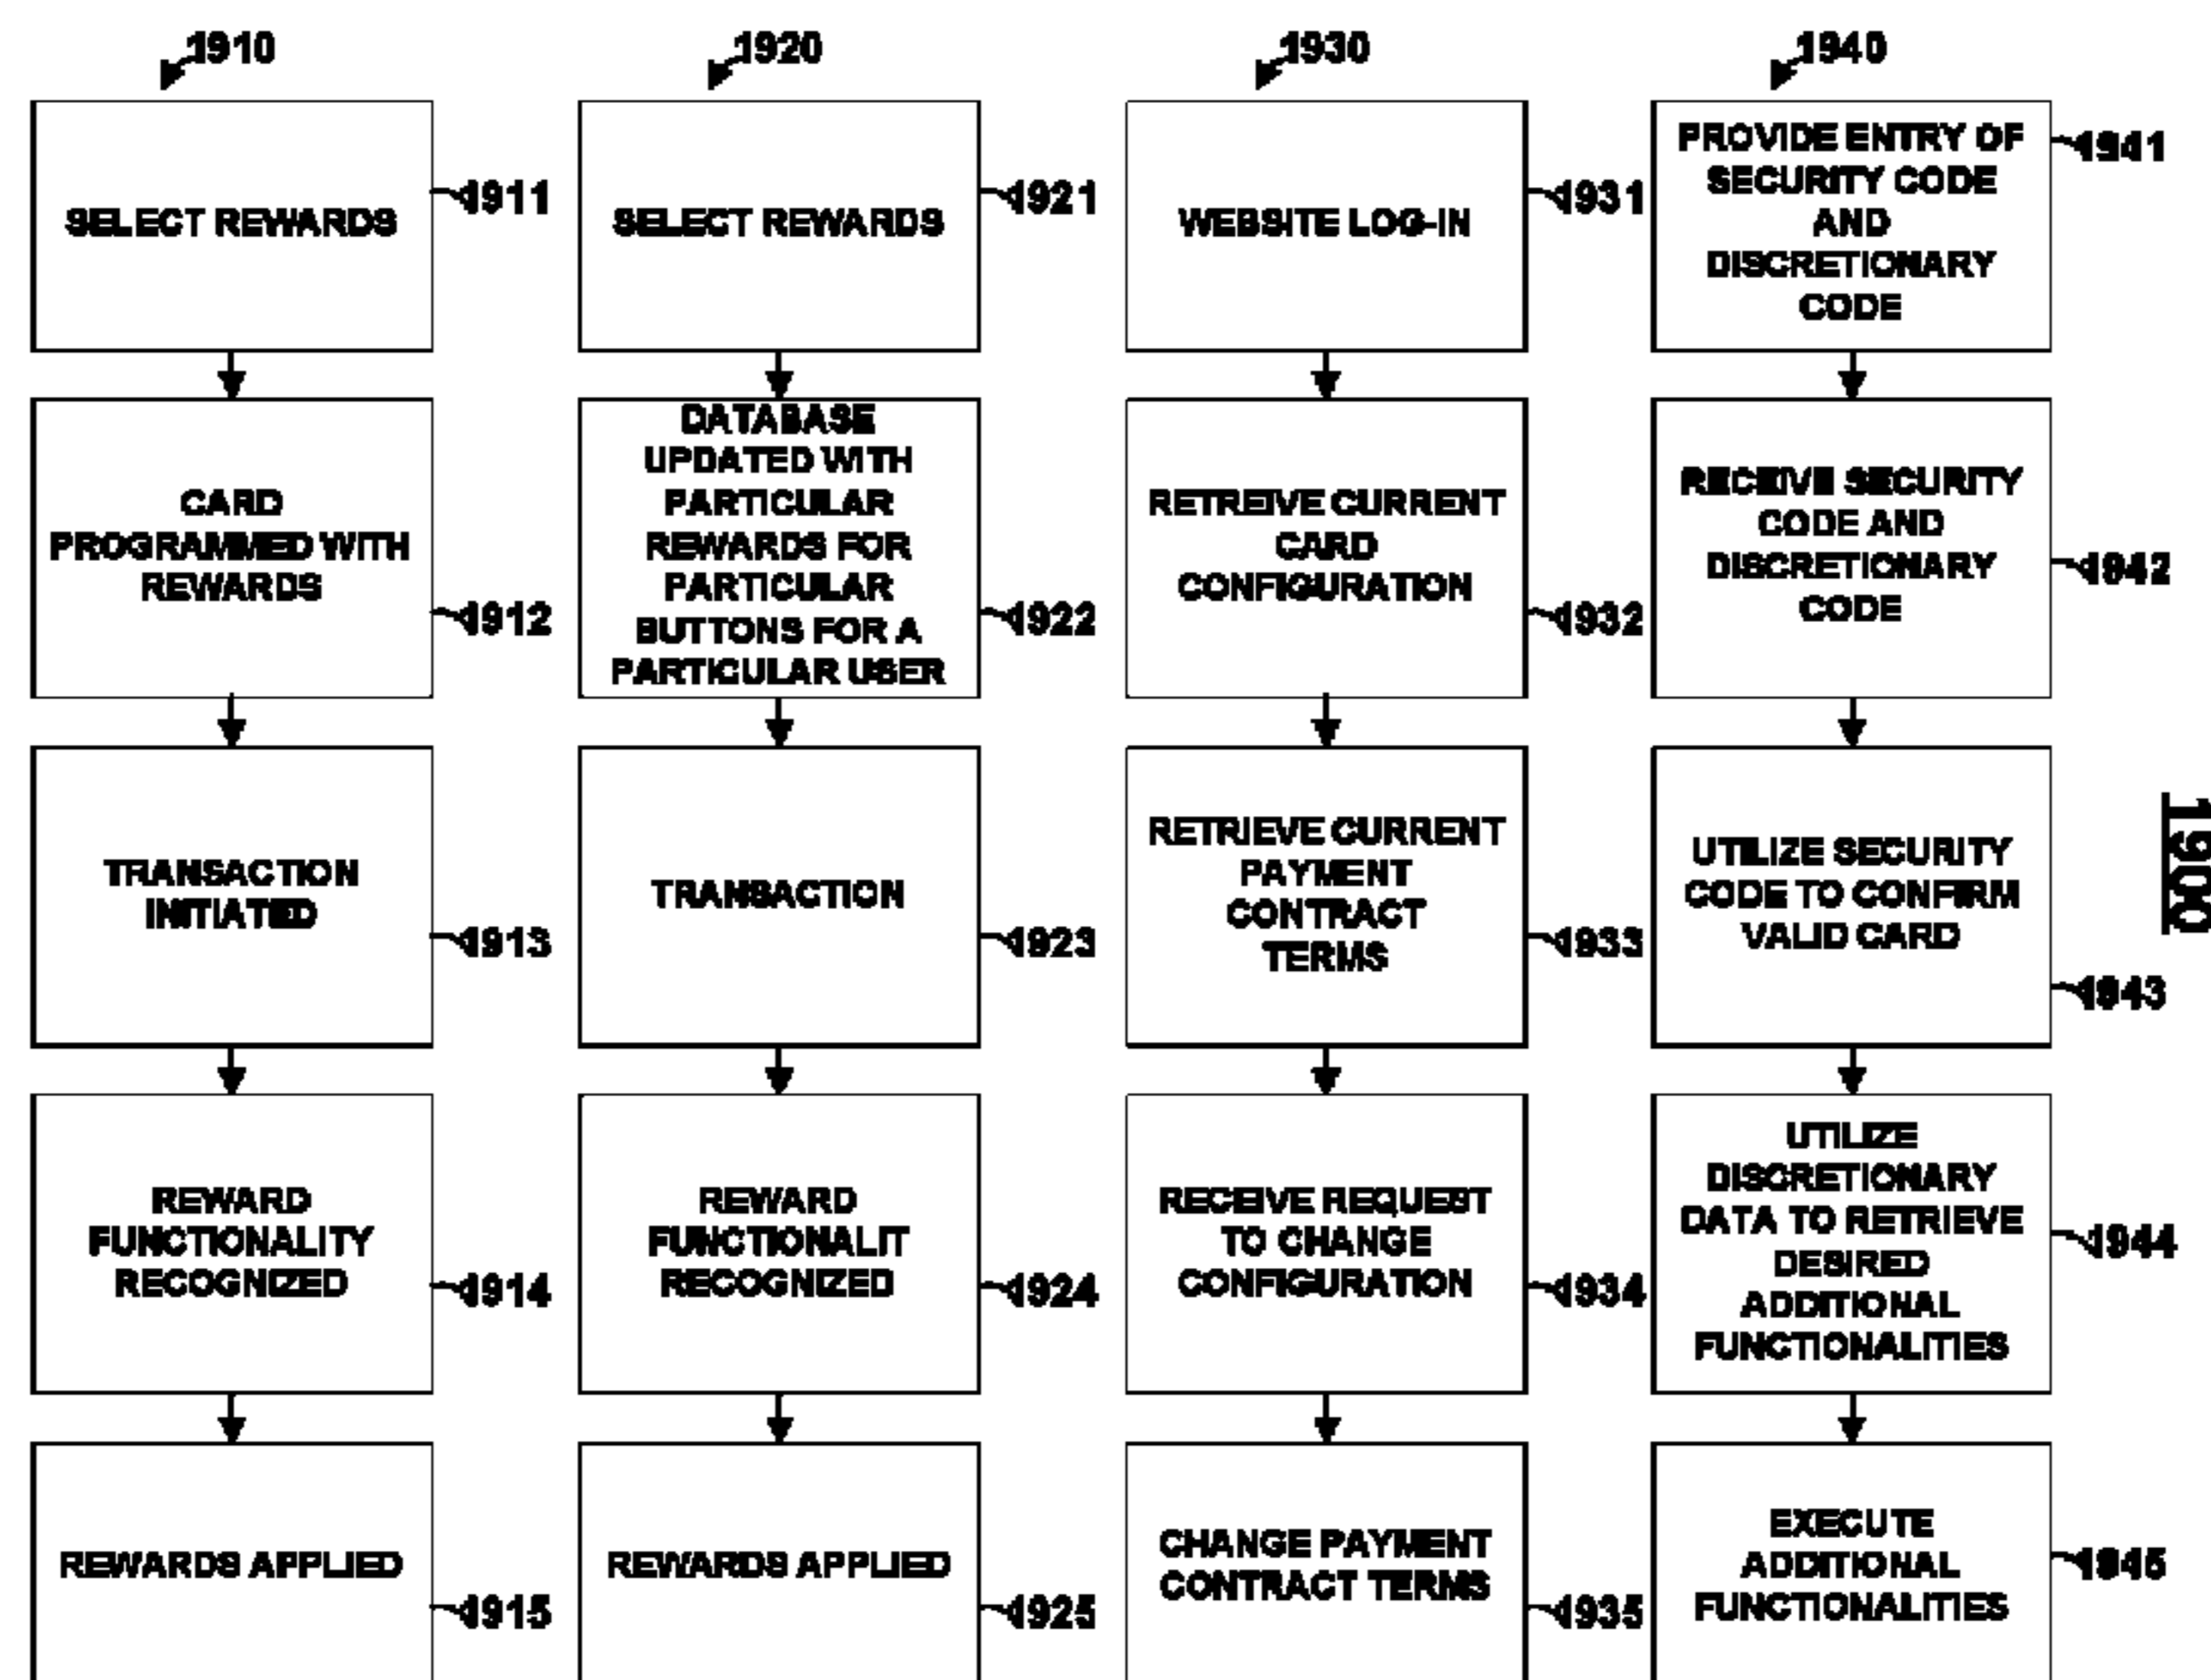 1910
SELECT REWARDS
1911
CARD
PROGRAMMED WITH
REWARDS
1912
TRANSACTION
INITIATED
1913
REWARD
FUNCTIONALITY
RECOGNIZED
1914
REWARDS APPLIED
1915
1920
SELECT REWARDS
1921
DATABASE
UPDATED WITH
PARTICULAR
REWARDS FOR
PARTICULAR
BUTTONS FOR A
PARTICULAR USER
1922
TRANSACTION
1923
REWARD
FUNCTIONALIT
RECOGNIZED
1924
REWARDS APPLIED
1925
1930
WEBSITE LOG-IN
1931
RETREIVE CURRENT
CARD
CONFIGURATION
1932
RETRIEVE CURRENT
PAYMENT
CONTRACT
TERMS
1933
RECEIVE REQUEST
TO CHANGE
CONFIGURATION
1934
CHANGE PAYMENT
CONTRACT TERMS
1935
1940
PROVIDE ENTRY OF
SECURITY CODE
AND
DISCRETIONARY
CODE
1941
RECEIVE SECURITY
CODE AND
DISCRETIONARY
CODE
1942
UTILIZE SECURITY
CODE TO CONFIRM
VALID CARD
1943
UTILIZE
DISCRETIONARY
DATA TO RETRIEVE
DESIRED
ADDITIONAL
FUNCTIONALITIES
1944
EXECUTE
ADDITIONAL
FUNCTIONALITIES
1945
1900